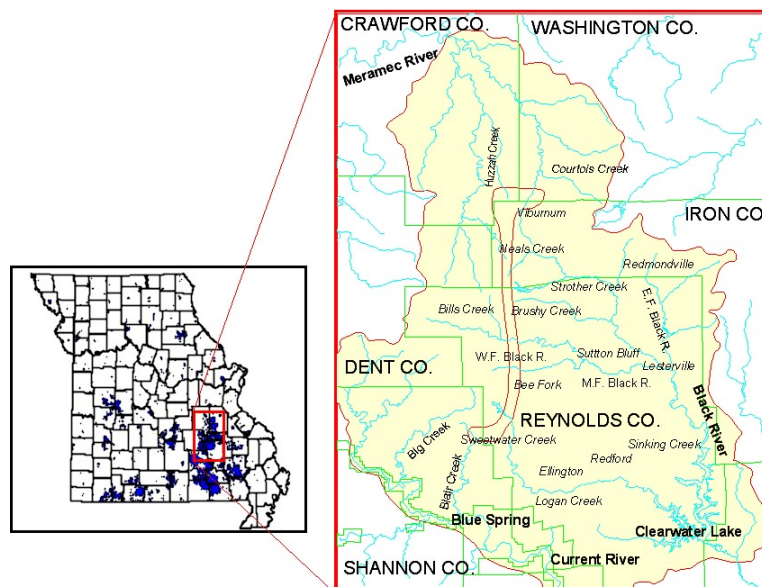 CRAWFORD CO.
WASHINGTON CO.
Meramec River
Huzzah Creek
Courtois Creek
Viburnum
IRON CO
Neals Creek
Redmondville
Strother Creek
E.F. Black R.
Bills Creek
Brushy Creek
W.F. Black R.
Suttton Bluff
Lesterville
DENT CO.
Bee Fork
M.F. Black R.
Black River
REYNOLDS CO.
Big Creek
Sweetwater Creek
Sinking Creek
Redford
Ellington
Blair Creek
Logan Creek
Blue Spring
Clearwater Lake
Current River
SHANNON CO.